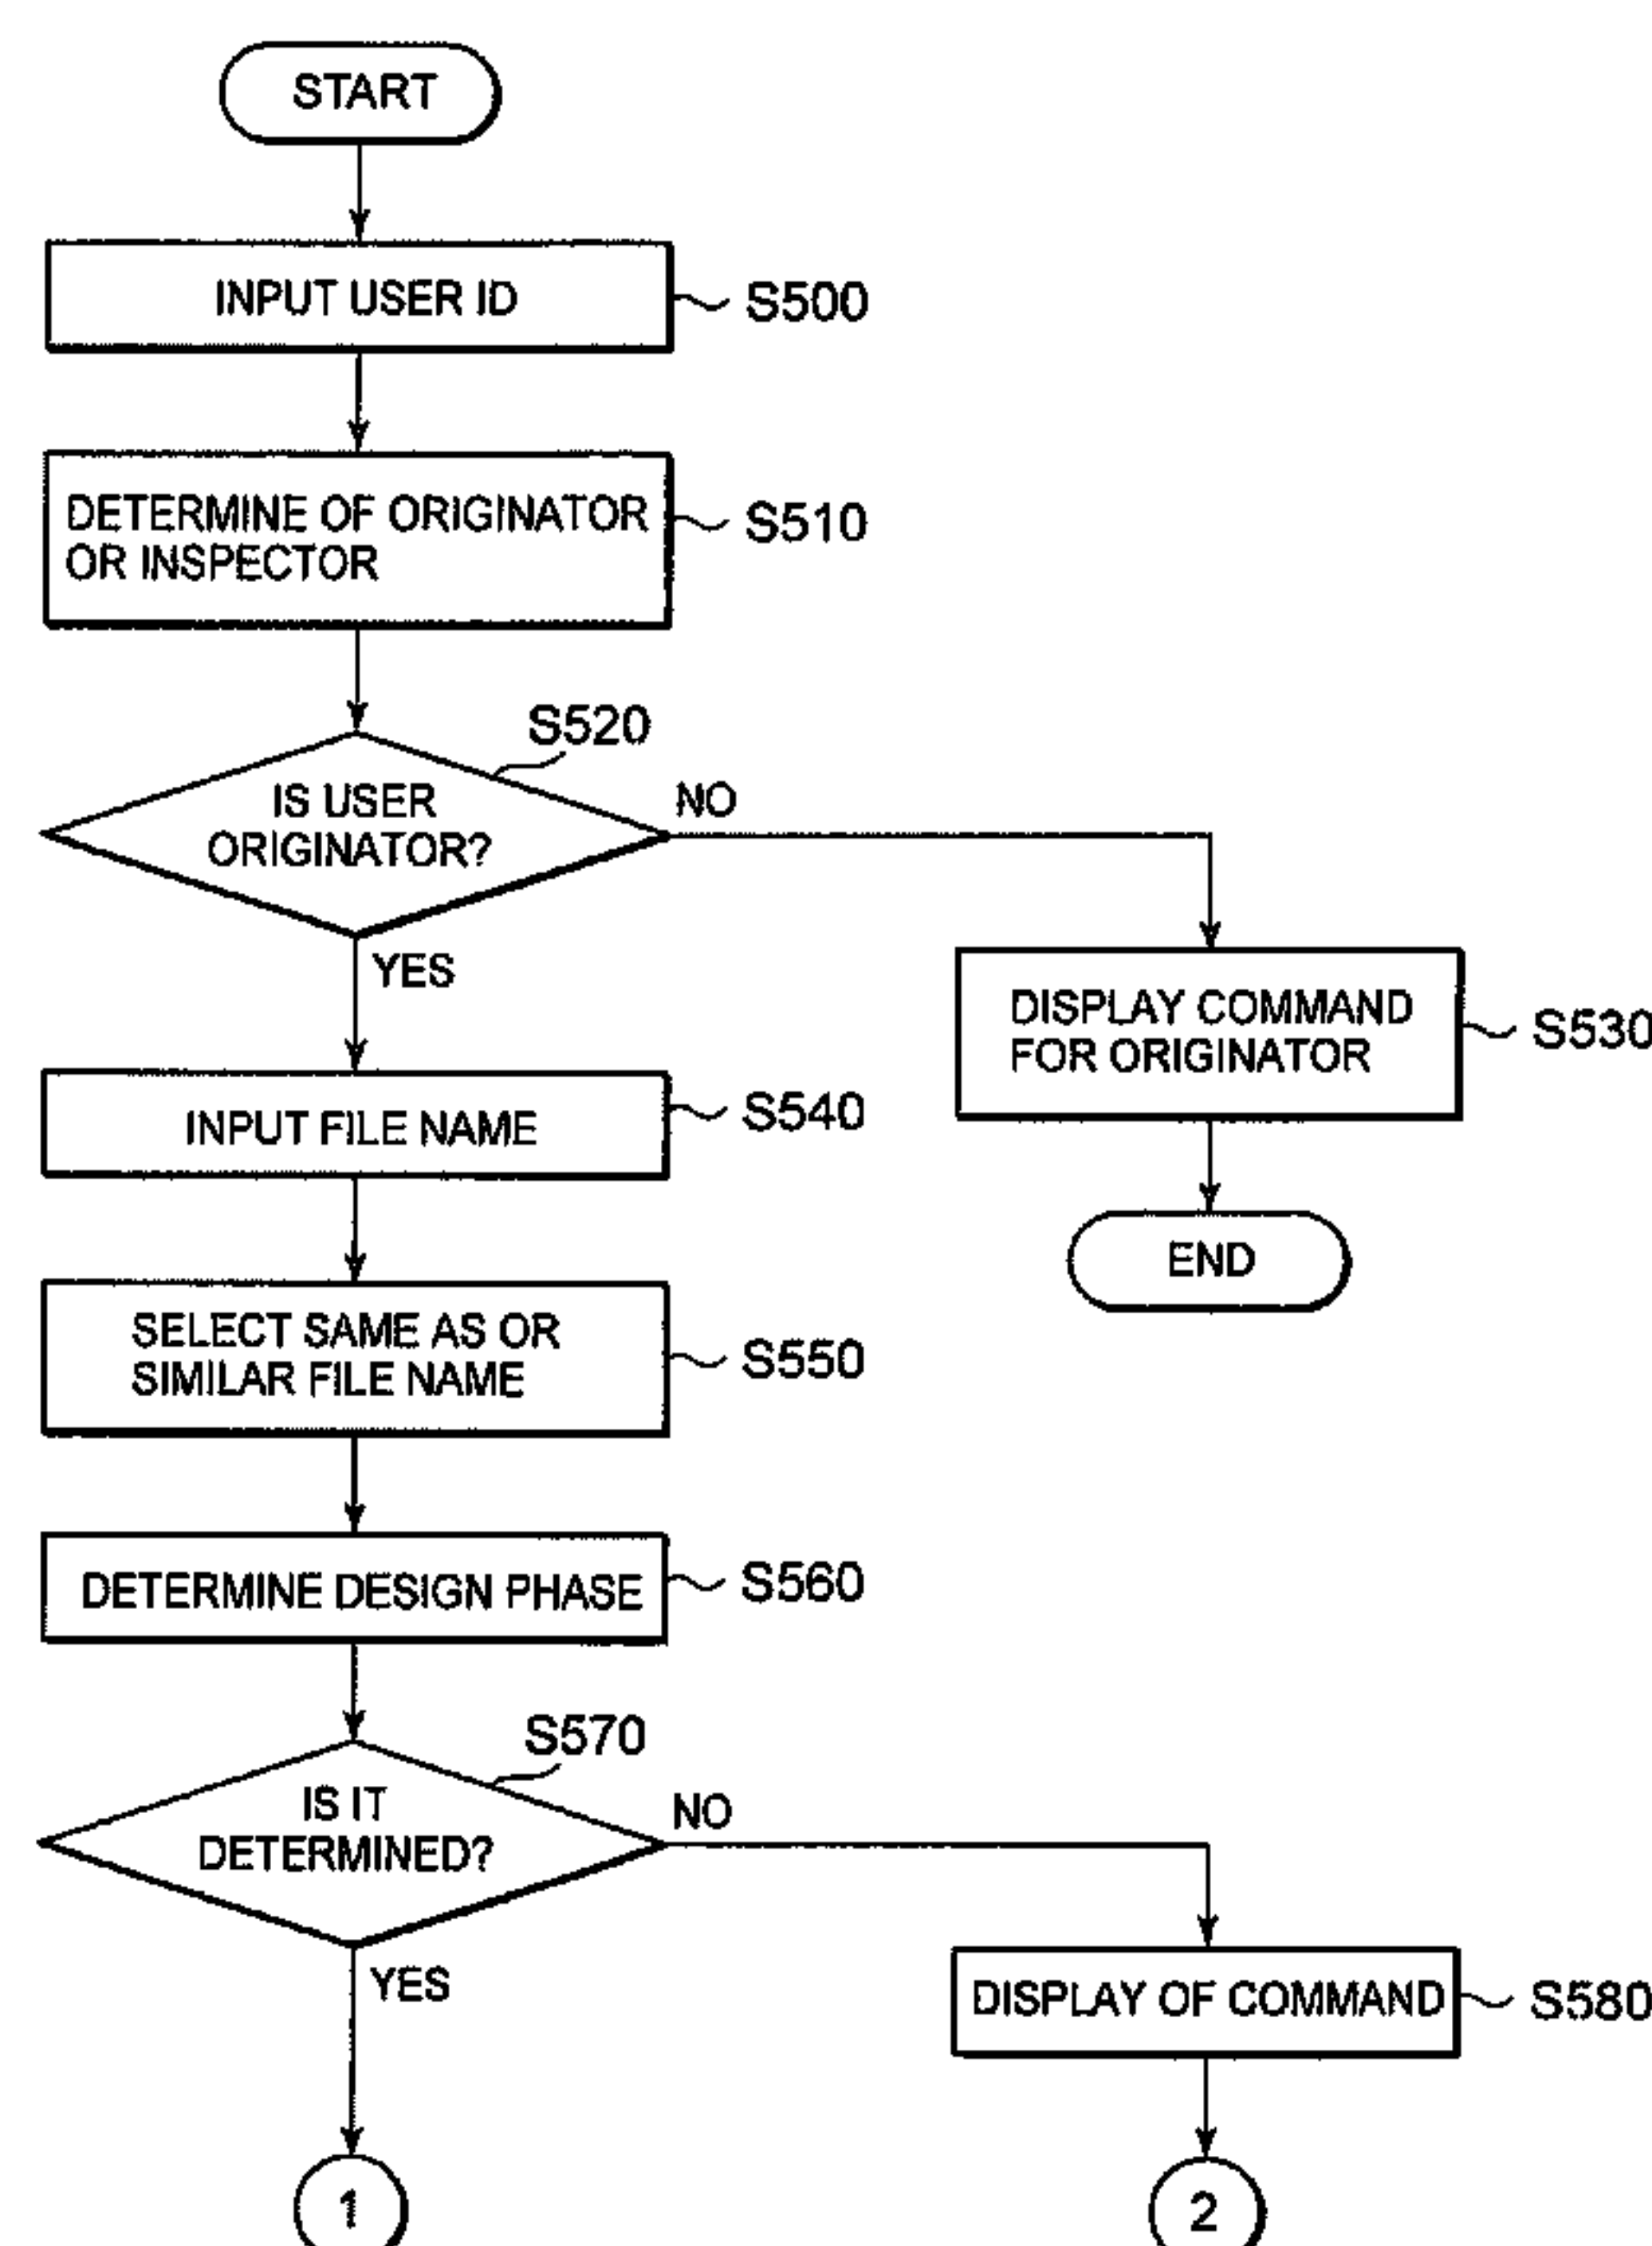 START
INPUT USER ID
S500
DETERMINE OF ORIGINATOR
OR INSPECTOR
S510
S520
IS USER
ORIGINATOR?
NO
YES
DISPLAY COMMAND
FOR ORIGINATOR
S530
INPUT FILE NAME
S540
END
SELECT SAME AS OR
SIMILAR FILE NAME
S550
DETERMINE DESIGN PHASE
S560
S570
IS IT
DETERMINED?
NO
YES
DISPLAY OF COMMAND
S580
1
2